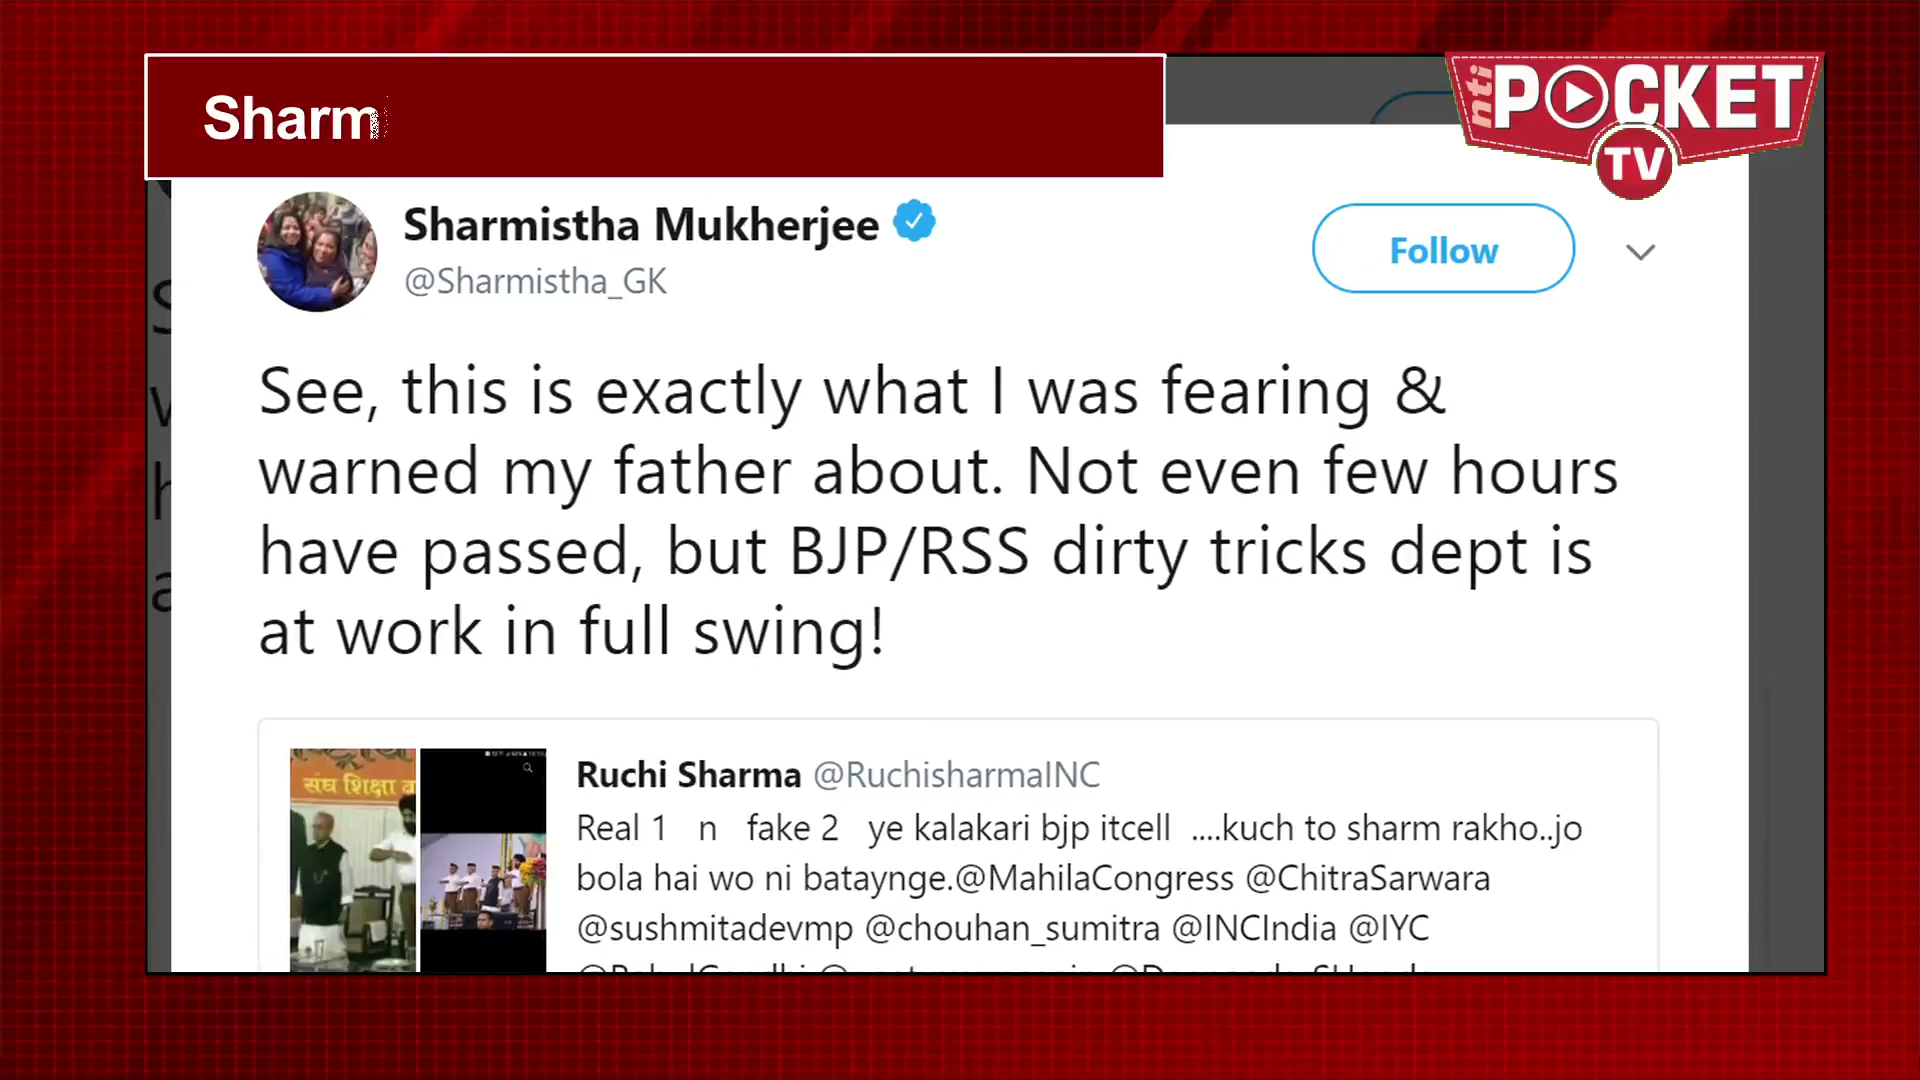 Sharm
nti
POCKET
TV
Sharmistha Mukherjee
@Sharmistha_GK
Follow
See, this is exactly what I was fearing &
warned my father about. Not even few hours
have passed, but BJP/RSS dirty tricks dept is
at work in full swing!
संघ शिक्षा व
Ruchi Sharma @RuchisharmaINC
Real 1 n fake 2 ye kalakari bjp itcell ....kuch to sharm rakho..jo
bola hai wo ni bataynge.@MahilaCongress @ChitraSarwara
@sushmitadevmp @chouhan_sumitra @INCIndia @IYC